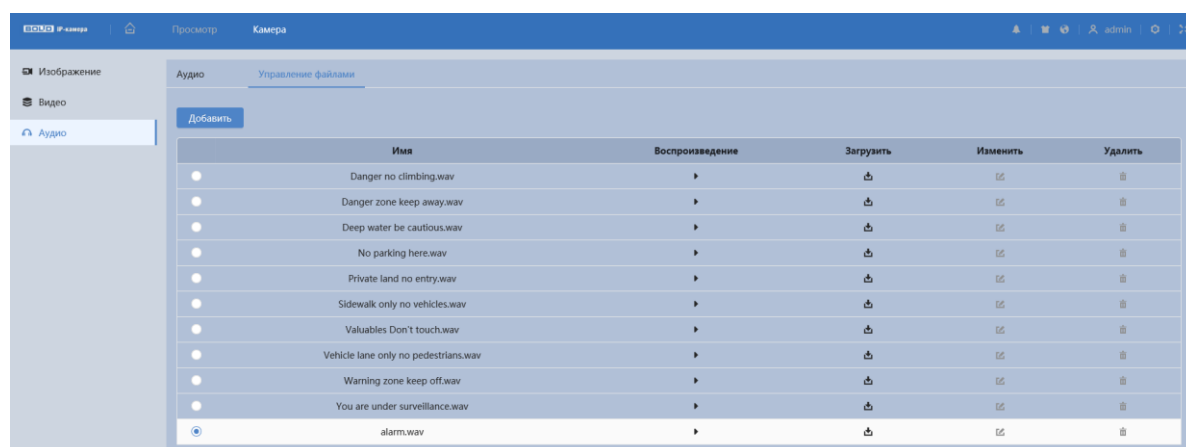 BOLID IP-камера Просмотр Камера admin
Изображение
Видео
Аудио
Аудио Управление файлами
Добавить
Имя Воспроизведение Загрузить Изменить Удалить
Danger no climbing.wav
Danger zone keep away.wav
Deep water be cautious.wav
No parking here.wav
Private land no entry.wav
Sidewalk only no vehicles.wav
Valuables Don't touch.wav
Vehicle lane only no pedestrians.wav
Warning zone keep off.wav
You are under surveillance.wav
alarm.wav